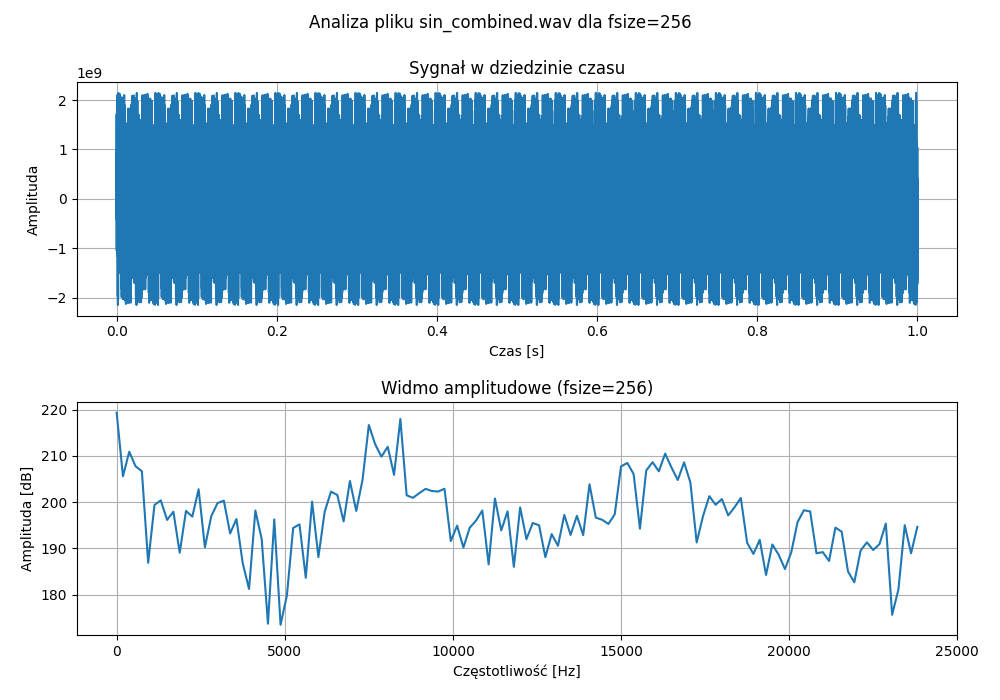 Analiza pliku sin_combined.wav dla fsize=256
Sygnał w dziedzinie czasu
1e9
2
1
0
−1
−2
Amplituda
0.0 0.2 0.4 0.6 0.8 1.0
Czas [s]
Widmo amplitudowe (fsize=256)
220
210
200
190
180
Amplituda [dB]
0 5000 10000 15000 20000 25000
Częstotliwość [Hz]